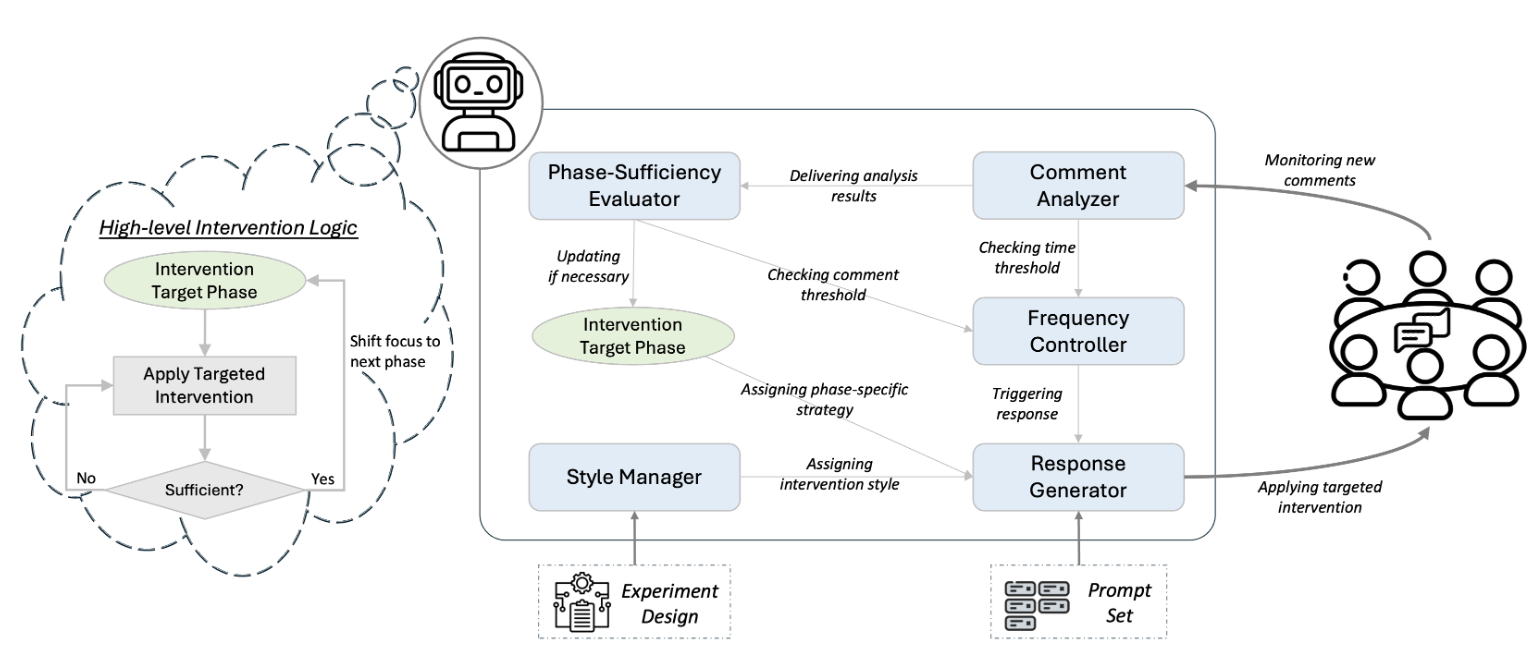 High-level Intervention Logic
Intervention
Target Phase
Apply Targeted
Intervention
Sufficient?
No
Yes
Shift focus to
next phase
Phase-Sufficiency
Evaluator
Delivering analysis
results
Comment
Analyzer
Monitoring new
comments
Updating
if necessary
Checking comment
threshold
Checking time
threshold
Intervention
Target Phase
Frequency
Controller
Assigning phase-specific
strategy
Triggering
response
Style Manager
Assigning
intervention style
Response
Generator
Applying targeted
intervention
Experiment
Design
Prompt
Set